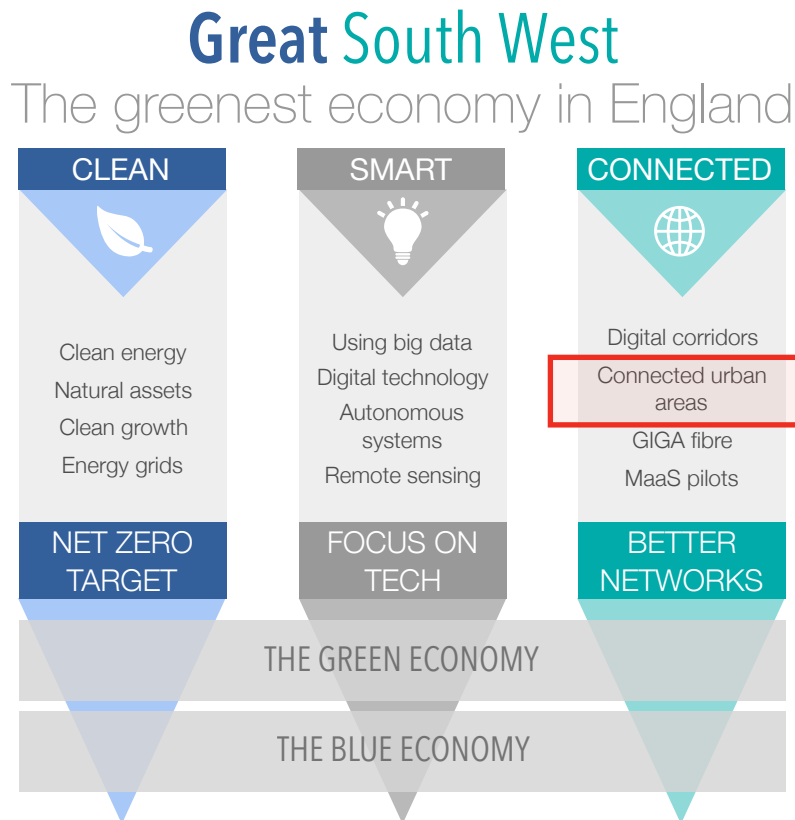 Great South West
The greenest economy in England
CLEAN
Clean energy
Natural assets
Clean growth
Energy grids
NET ZERO
TARGET
SMART
Using big data
Digital technology
Autonomous
systems
Remote sensing
FOCUS ON
TECH
CONNECTED
Digital corridors
Connected urban
areas
GIGA fibre
MaaS pilots
BETTER
NETWORKS
THE GREEN ECONOMY
THE BLUE ECONOMY